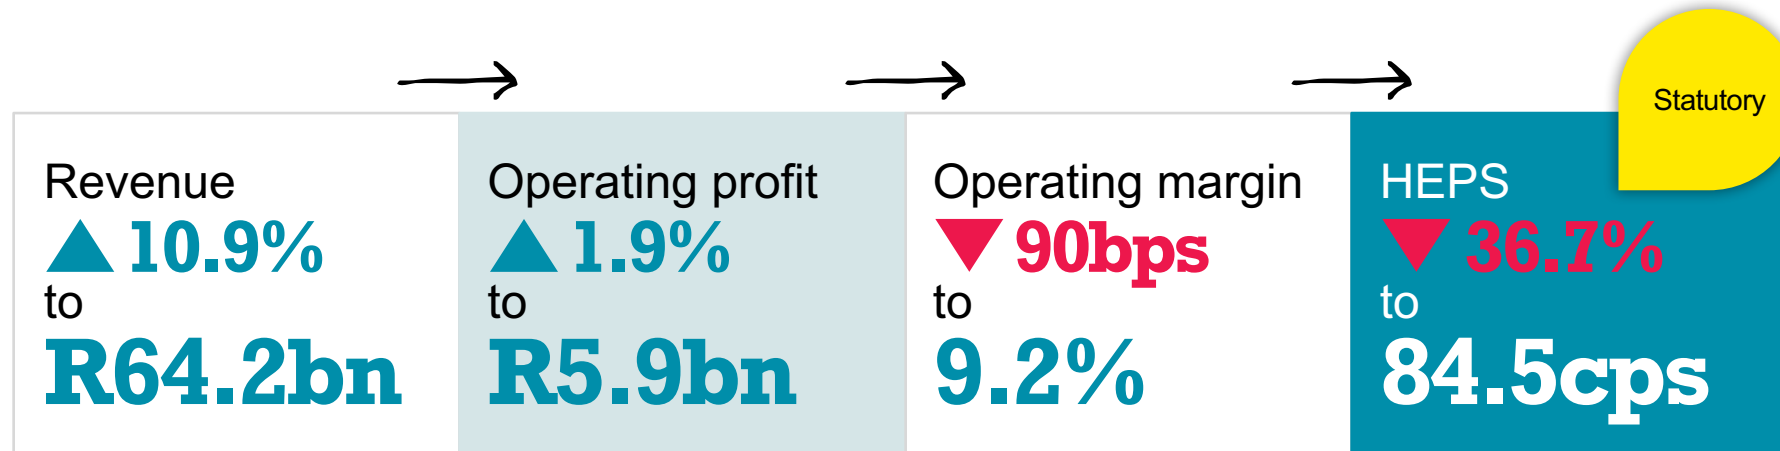 Statutory
Revenue
▲ 10.9%
to
R64.2bn
Operating profit
▲ 1.9%
to
R5.9bn
Operating margin
▼ 90bps
to
9.2%
HEPS
▼ 36.7%
to
84.5cps